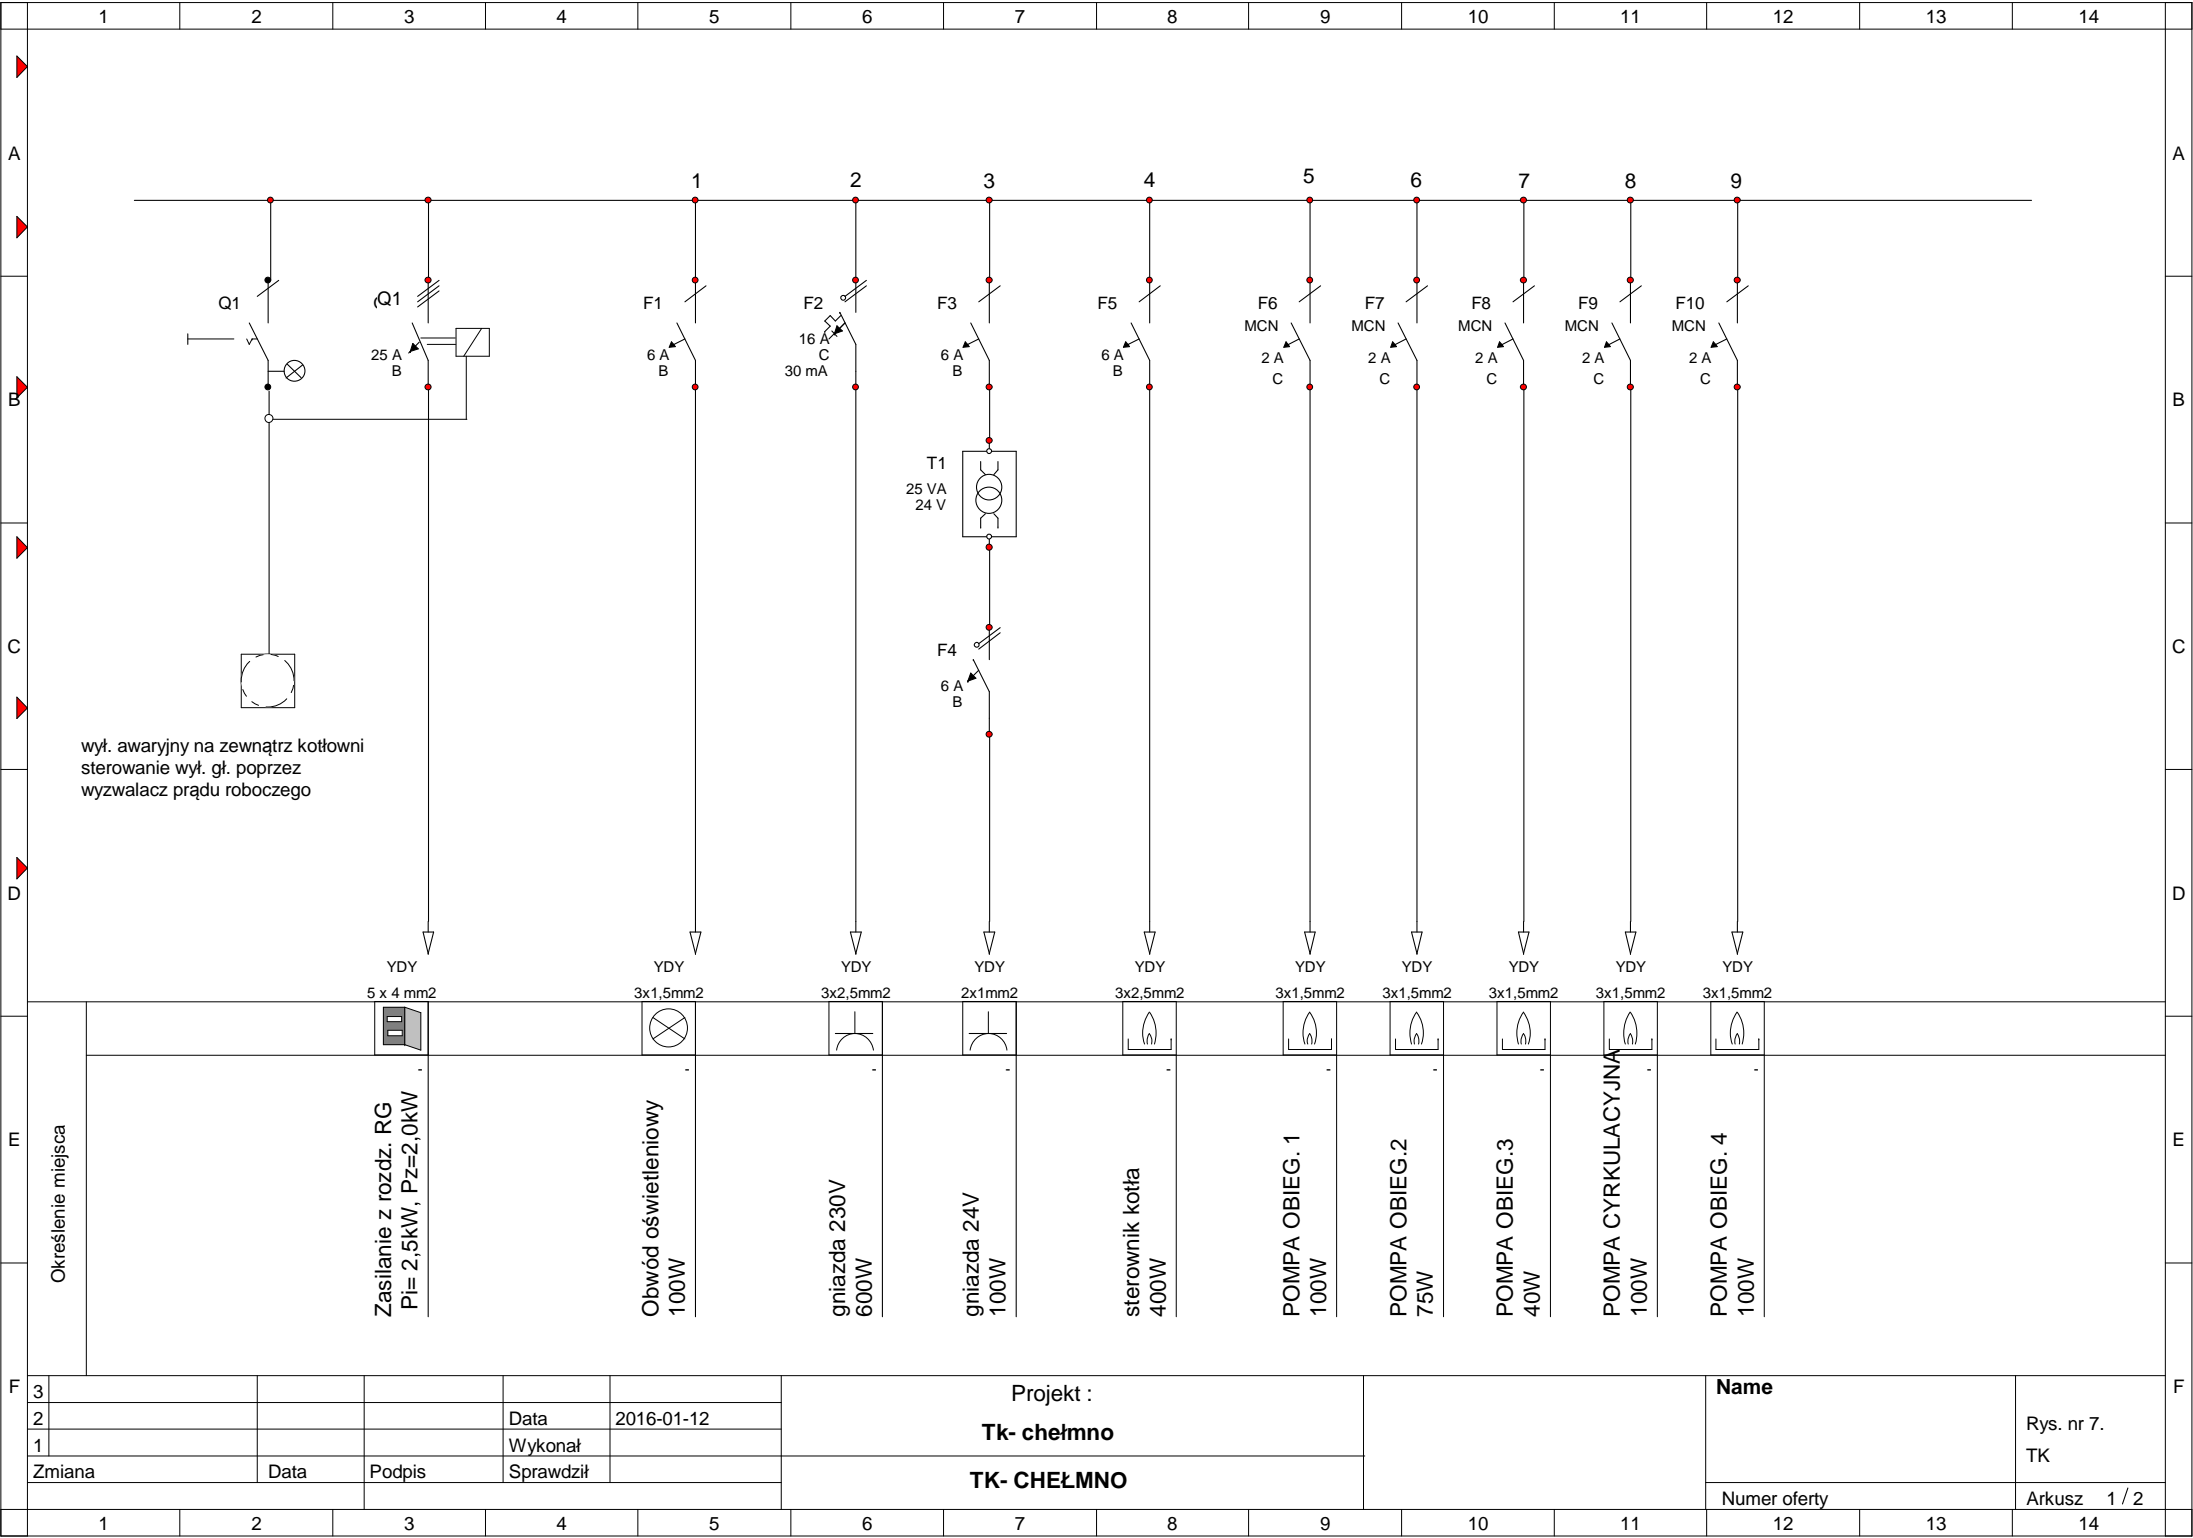 1 2 3 4 5 6 7 8 9 10 11 12 13 14
A A
1 2 3 4 5 6 7 8 9
Q1
Q1
25 A
B
F1
6 A
B
F2
16 A
C
30 mA
F3
6 A
B
F5
6 A
B
F6
MCN
2 A
C
F7
MCN
2 A
C
F8
MCN
2 A
C
F9
MCN
2 A
C
F10
MCN
2 A
C
B B
T1
25 VA
24 V
C C
F4
6 A
B
wył. awaryjny na zewnątrz kotłowni
sterowanie wył. gł. poprzez
wyzwalacz prądu roboczego
D D
YDY YDY YDY YDY YDY YDY YDY YDY YDY YDY
5 x 4 mm2 3x1,5mm2 3x2,5mm2 2x1mm2 3x2,5mm2 3x1,5mm2 3x1,5mm2 3x1,5mm2 3x1,5mm2 3x1,5mm2
- - - - - - - - - -
E E
Określenie miejsca
Zasilanie z rozdz. RG
Pi= 2,5kW, Pz=2,0kW
Obwód oświetleniowy
100W
gniazda 230V
600W
gniazda 24V
100W
sterownik kotła
400W
POMPA OBIEG. 1
100W
POMPA OBIEG.2
75W
POMPA OBIEG.3
40W
POMPA CYRKULACYJNA
100W
POMPA OBIEG. 4
100W
F F
3
2 Data 2016-01-12
1 Wykonał
Zmiana Data Podpis Sprawdził
Projekt :
Tk- chełmno
TK- CHEŁMNO
Name
Numer oferty
Rys. nr 7.
TK
Arkusz 1 / 2
1 2 3 4 5 6 7 8 9 10 11 12 13 14